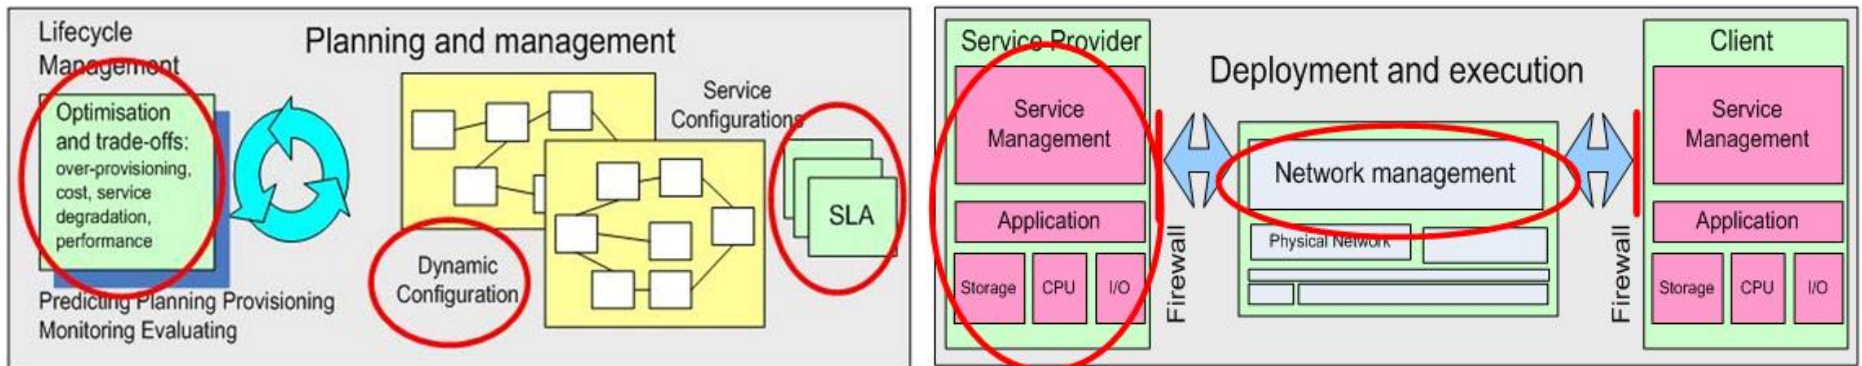 Lifecycle
Management
Planning and management
Optimisation
and trade-offs:
over-provisioning,
cost, service
degradation,
performance
Predicting Planning Provisioning
Monitoring Evaluating
Service
Configurations
SLA
Dynamic
Configuration
Service Provider
Service
Management
Application
Storage
CPU
I/O
Firewall
Deployment and execution
Network management
Physical Network
Firewall
Client
Service
Management
Application
Storage
CPU
I/O